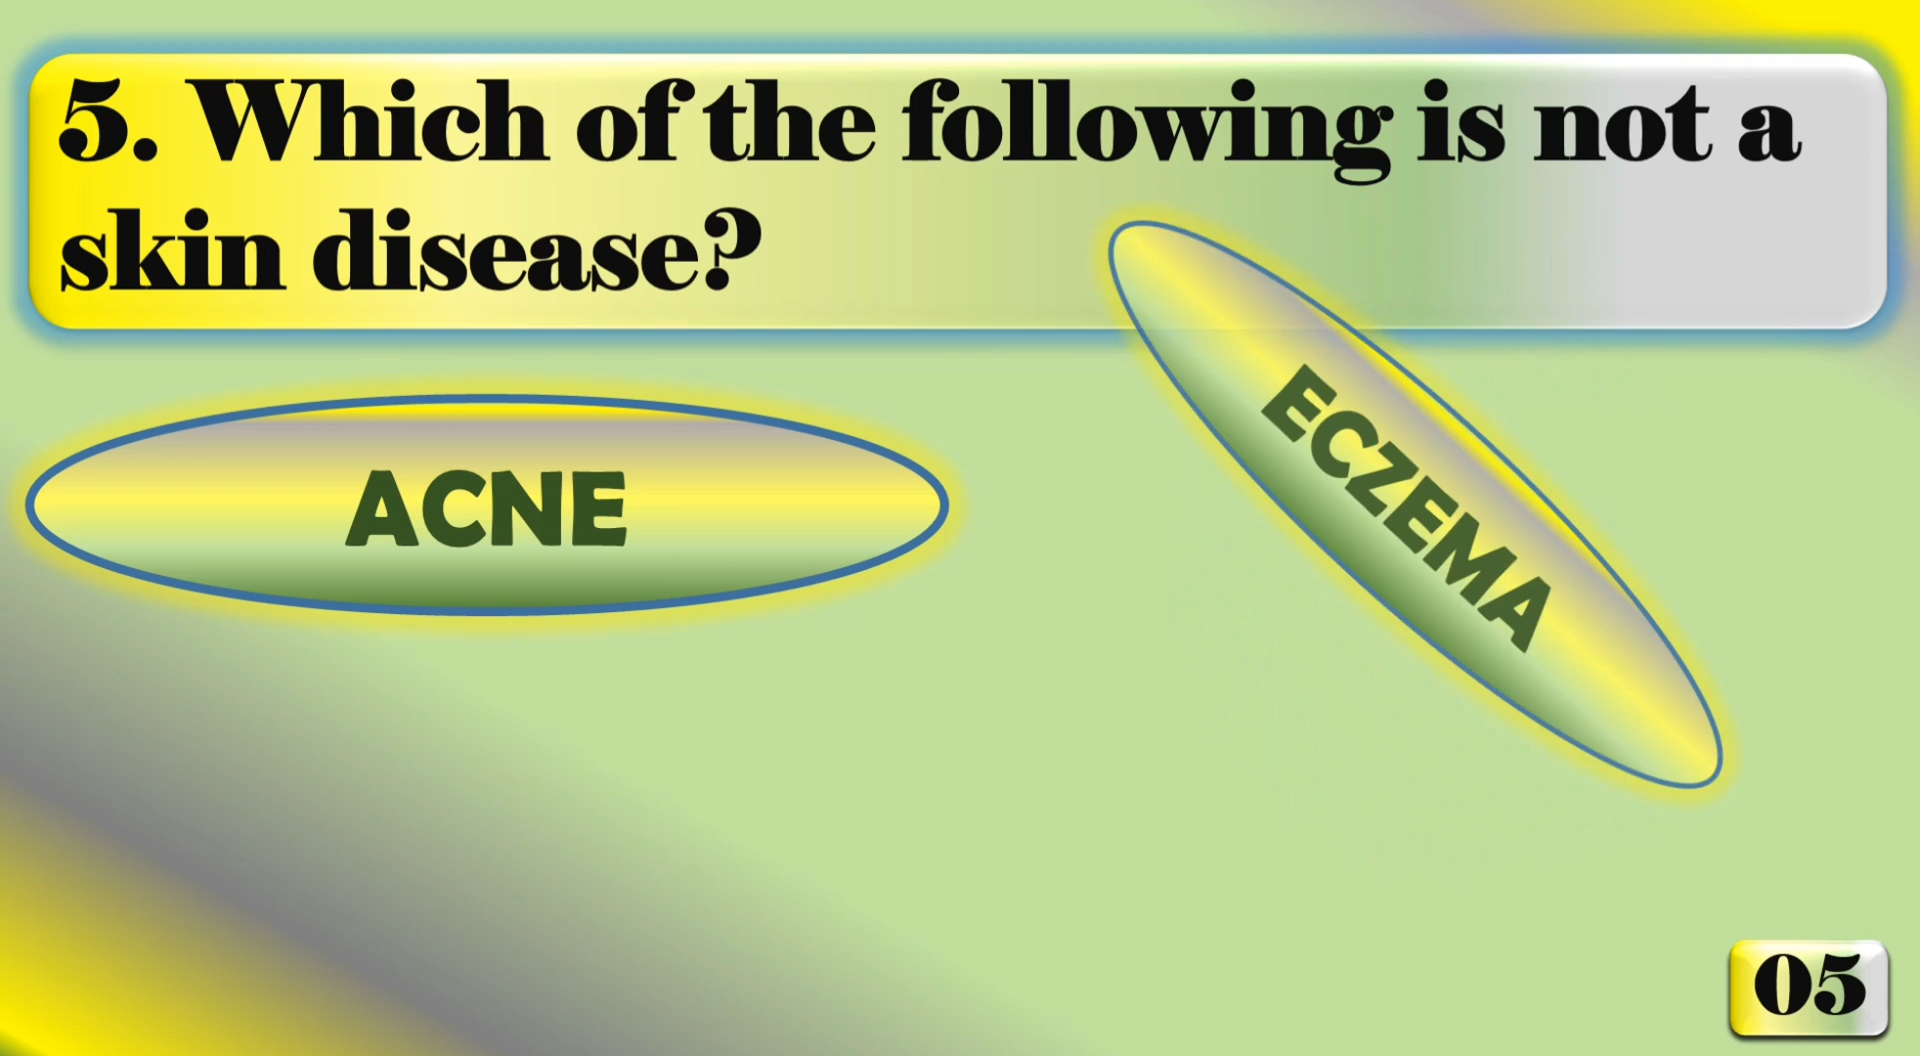 5. Which of the following is not a
skin disease?
ACNE
ECZEMA
05